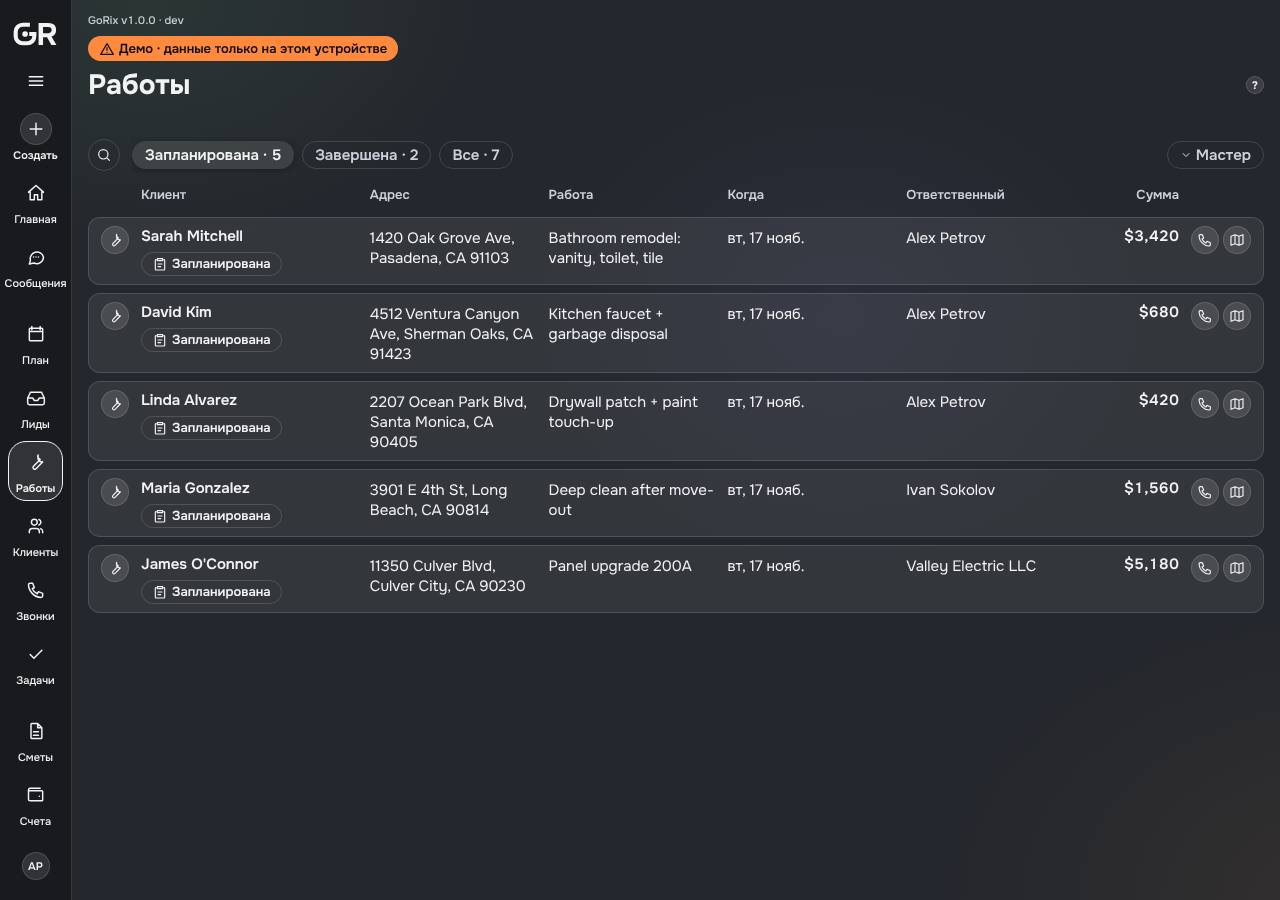 GR
GoRix v1.0.0 · dev
Демо · данные только на этом устройстве
Работы
?
Создать
Главная
Сообщения
План
Лиды
Работы
Клиенты
Звонки
Задачи
Сметы
Счета
AP
Запланирована · 5
Завершена · 2
Все · 7
Мастер
Клиент
Адрес
Работа
Когда
Ответственный
Сумма
Sarah Mitchell
Запланирована
1420 Oak Grove Ave,
Pasadena, CA 91103
Bathroom remodel:
vanity, toilet, tile
вт, 17 нояб.
Alex Petrov
$3,420
David Kim
Запланирована
4512 Ventura Canyon
Ave, Sherman Oaks, CA
91423
Kitchen faucet +
garbage disposal
вт, 17 нояб.
Alex Petrov
$680
Linda Alvarez
Запланирована
2207 Ocean Park Blvd,
Santa Monica, CA
90405
Drywall patch + paint
touch-up
вт, 17 нояб.
Alex Petrov
$420
Maria Gonzalez
Запланирована
3901 E 4th St, Long
Beach, CA 90814
Deep clean after move-
out
вт, 17 нояб.
Ivan Sokolov
$1,560
James O'Connor
Запланирована
11350 Culver Blvd,
Culver City, CA 90230
Panel upgrade 200A
вт, 17 нояб.
Valley Electric LLC
$5,180